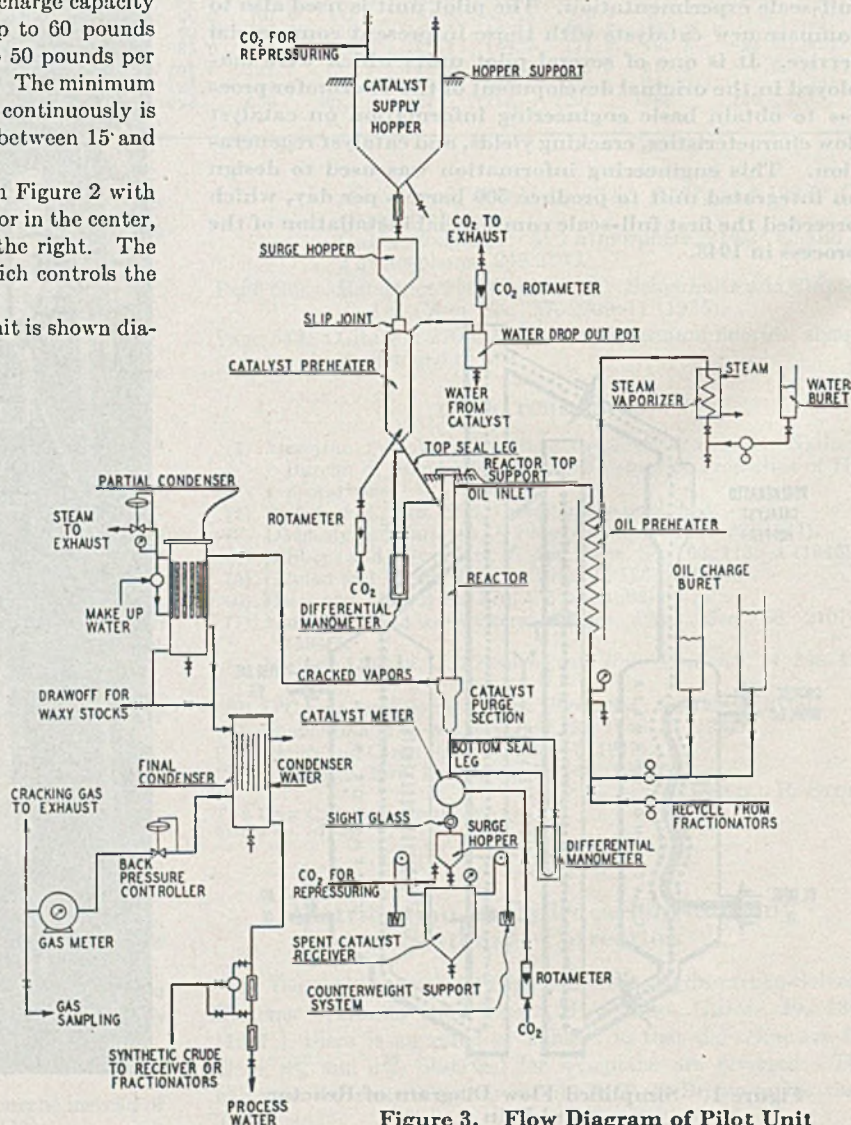 charge capacity
p to 60 pounds
50 pounds per
The minimum
continuously is
between 15 and
n Figure 2 with
or in the center,
the right. The
ich controls the
nit is shown dia-
CO2 FOR
REPRESSURING
HOPPER SUPPORT
CATALYST
SUPPLY
HOPPER
CO2 TO
EXHAUST
SURGE HOPPER
CO2 ROTAMETER
SLIP JOINT
WATER DROP OUT POT
CATALYST PREHEATER
STEAM
STEAM
VAPORIZER
WATER
BURET
WATER
FROM
CATALYST
TOP SEAL LEG
REACTOR TOP
SUPPORT
OIL INLET
PARTIAL CONDENSER
STEAM
TO
EXHAUST
ROTAMETER
OIL PREHEATER
OIL CHARGE
BURET
REACTOR
CO2
DIFFERENTIAL
MANOMETER
MAKE UP
WATER
CRACKED VAPORS
CATALYST
PURGE
SECTION
DRAWOFF FOR
WAXY STOCKS
CATALYST METER
BOTTOM SEAL
LEG
FINAL
CONDENSER
CONDENSER
WATER
CRACKING GAS
TO EXHAUST
SIGHT GLASS
SURGE
HOPPER
RECYCLE FROM
FRACTIONATORS
DIFFERENTIAL
MANOMETER
BACK
PRESSURE
CONTROLLER
CO2 FOR
REPRESSURING
W
W
GAS METER
SPENT CATALYST
RECEIVER
ROTAMETER
COUNTERWEIGHT SUPPORT
SYSTEM
CO2
GAS
SAMPLING
SYNTHETIC CRUDE
TO RECEIVER OR
FRACTIONATORS
PROCESS
WATER
Figure 3. Flow Diagram of Pilot Unit